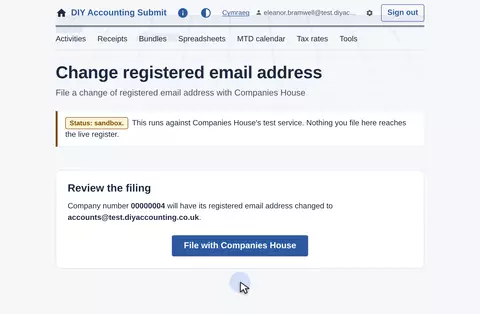 DIY Accounting Submit
Cymraeg
eleanor.bramwell@test.diyac...
Sign out
Activities Receipts Bundles Spreadsheets MTD calendar Tax rates Tools
Change registered email address
File a change of registered email address with Companies House
Status: sandbox. This runs against Companies House's test service. Nothing you file here reaches
the live register.
Review the filing
Company number 00000004 will have its registered email address changed to
accounts@test.diyaccounting.co.uk.
File with Companies House